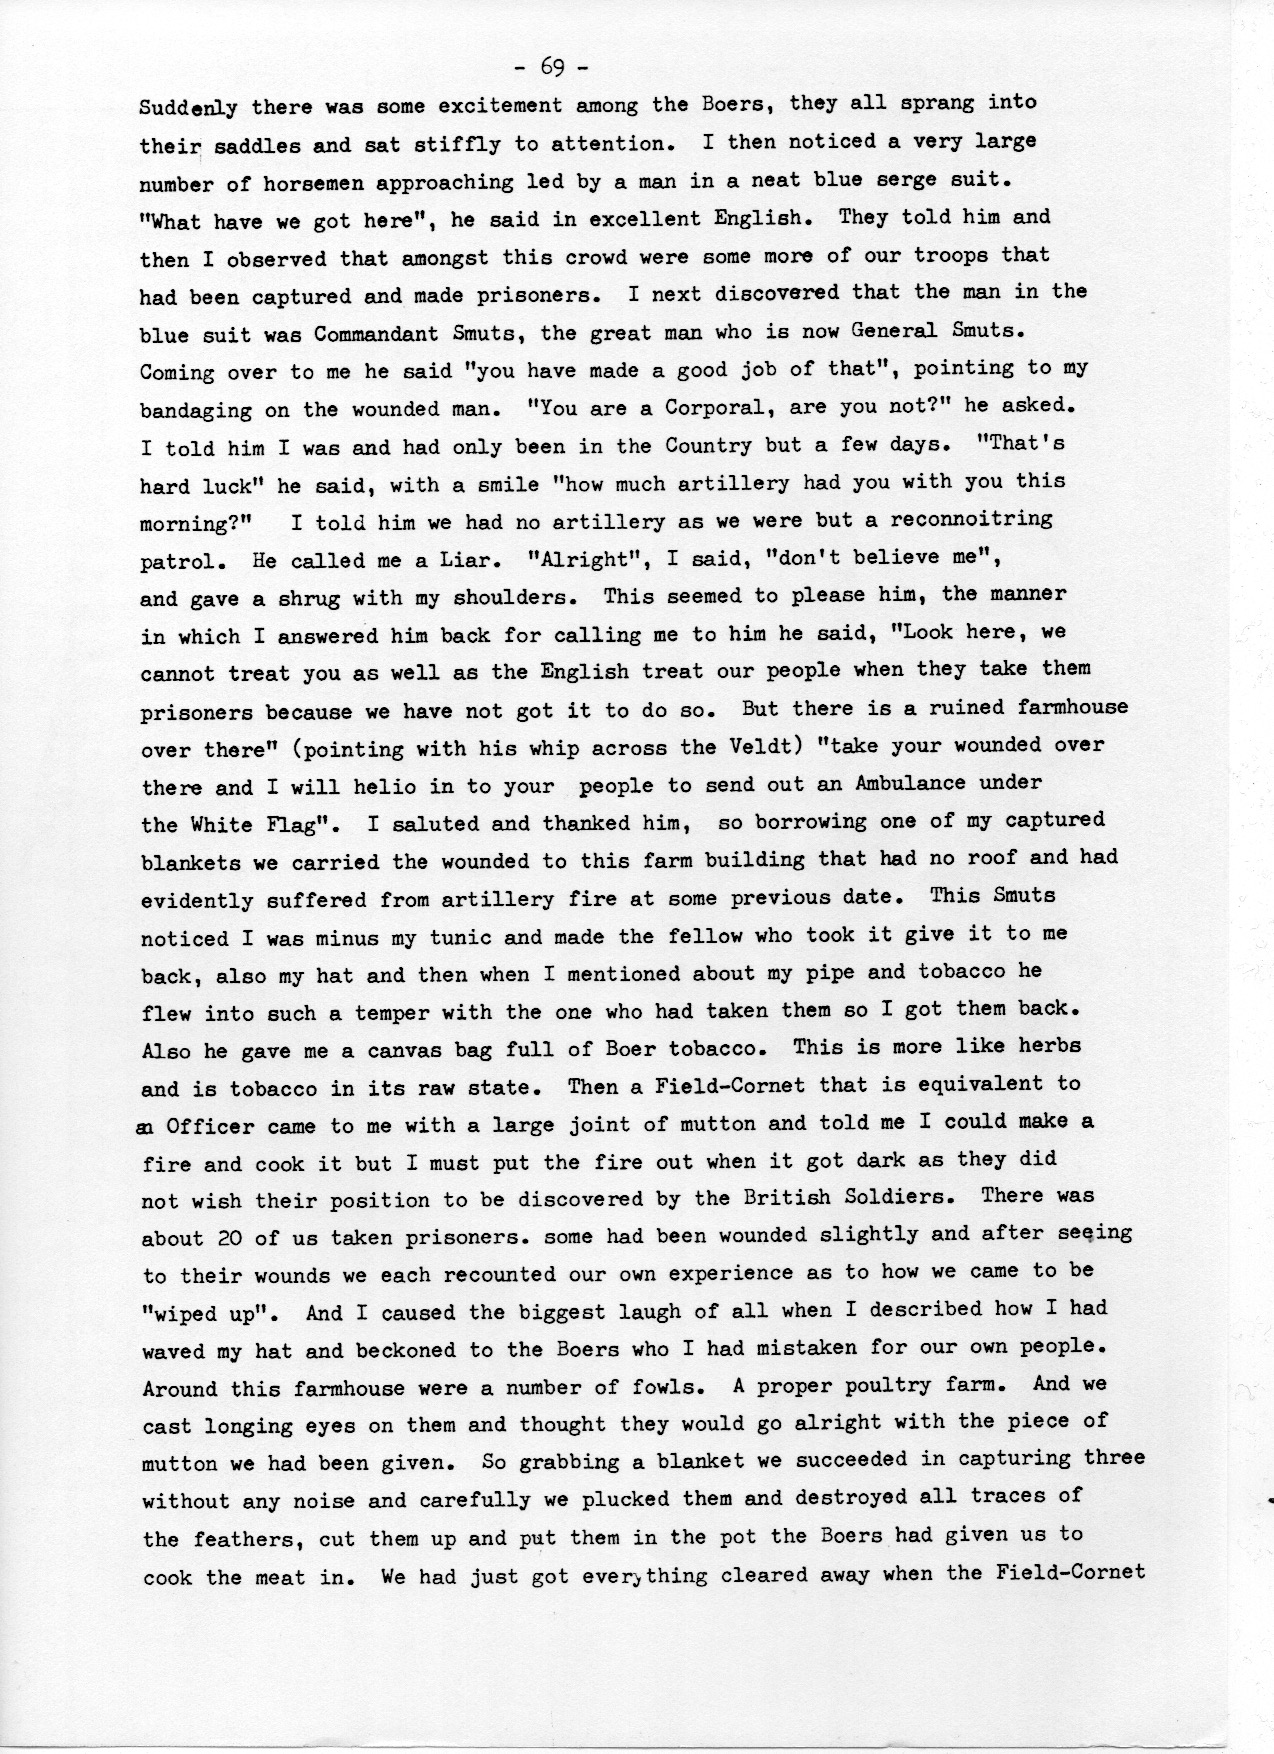 - 69 -
Suddenly there was some excitement among the Boers, they all sprang into
their saddles and sat stiffly to attention.  I then noticed a very large
number of horsemen approaching led by a man in a neat blue serge suit.
"What have we got here", he said in excellent English.  They told him and
then I observed that amongst this crowd were some more of our troops that
had been captured and made prisoners.  I next discovered that the man in the
blue suit was Commandant Smuts, the great man who is now General Smuts.
Coming over to me he said "you have made a good job of that", pointing to my
bandaging on the wounded man.  "You are a Corporal, are you not?" he asked.
I told him I was and had only been in the Country but a few days.  "That's
hard luck" he said, with a smile "how much artillery had you with you this
morning?"   I told him we had no artillery as we were but a reconnoitring
patrol.  He called me a Liar.  "Alright", I said, "don't believe me",
and gave a shrug with my shoulders.  This seemed to please him, the manner
in which I answered him back for calling me to him he said, "Look here, we
cannot treat you as well as the English treat our people when they take them
prisoners because we have not got it to do so.  But there is a ruined farmhouse
over there" (pointing with his whip across the Veldt) "take your wounded over
there and I will helio in to your  people to send out an Ambulance under
the White Flag".  I saluted and thanked him,  so borrowing one of my captured
blankets we carried the wounded to this farm building that had no roof and had
evidently suffered from artillery fire at some previous date.  This Smuts
noticed I was minus my tunic and made the fellow who took it give it to me
back, also my hat and then when I mentioned about my pipe and tobacco he
flew into such a temper with the one who had taken them so I got them back.
Also he gave me a canvas bag full of Boer tobacco.  This is more like herbs
and is tobacco in its raw state.  Then a Field-Cornet that is equivalent to
an Officer came to me with a large joint of mutton and told me I could make a
fire and cook it but I must put the fire out when it got dark as they did
not wish their position to be discovered by the British Soldiers.  There was
about 20 of us taken prisoners. some had been wounded slightly and after seeing
to their wounds we each recounted our own experience as to how we came to be
"wiped up".  And I caused the biggest laugh of all when I described how I had
waved my hat and beckoned to the Boers who I had mistaken for our own people.
Around this farmhouse were a number of fowls.  A proper poultry farm.  And we
cast longing eyes on them and thought they would go alright with the piece of
mutton we had been given.  So grabbing a blanket we succeeded in capturing three
without any noise and carefully we plucked them and destroyed all traces of
the feathers, cut them up and put them in the pot the Boers had given us to
cook the meat in.  We had just got everything cleared away when the Field-Cornet